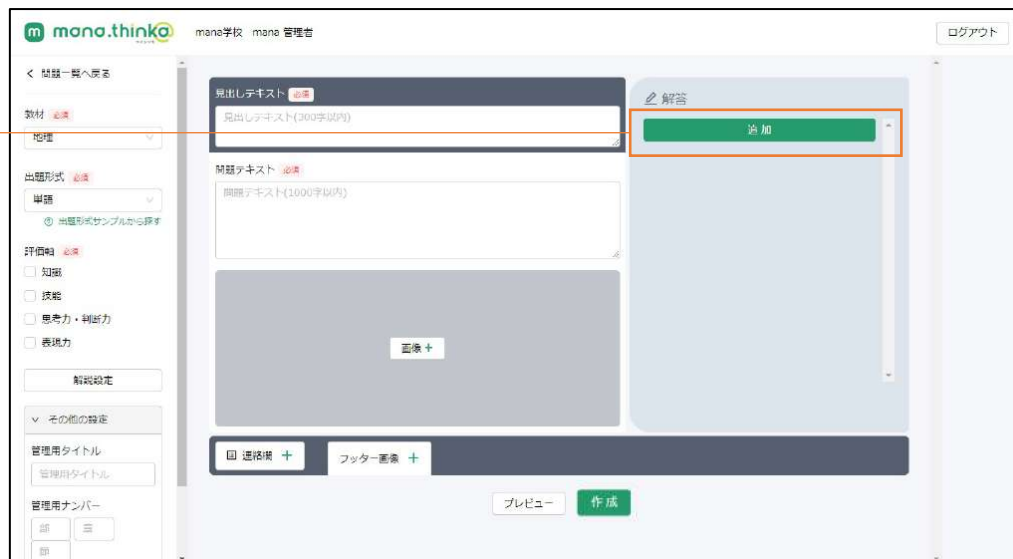 mana.thinka
mana学校 mana 管理者
ログアウト
く 問題一覧へ戻る
教材 必須
地理
出題形式 必須
単語
出題形式サンプルから探す
評価軸 必須
知識
技能
思考力・判断力
表現力
解説設定
その他の設定
管理用タイトル
管理用タイトル
管理用ナンバー
部
章
節
見出しテキスト 必須
見出しテキスト(300字以内)
問題テキスト 必須
問題テキスト(1000字以内)
画像 +
連絡欄 +
フッター画像 +
プレビュー
作成
解答
追加